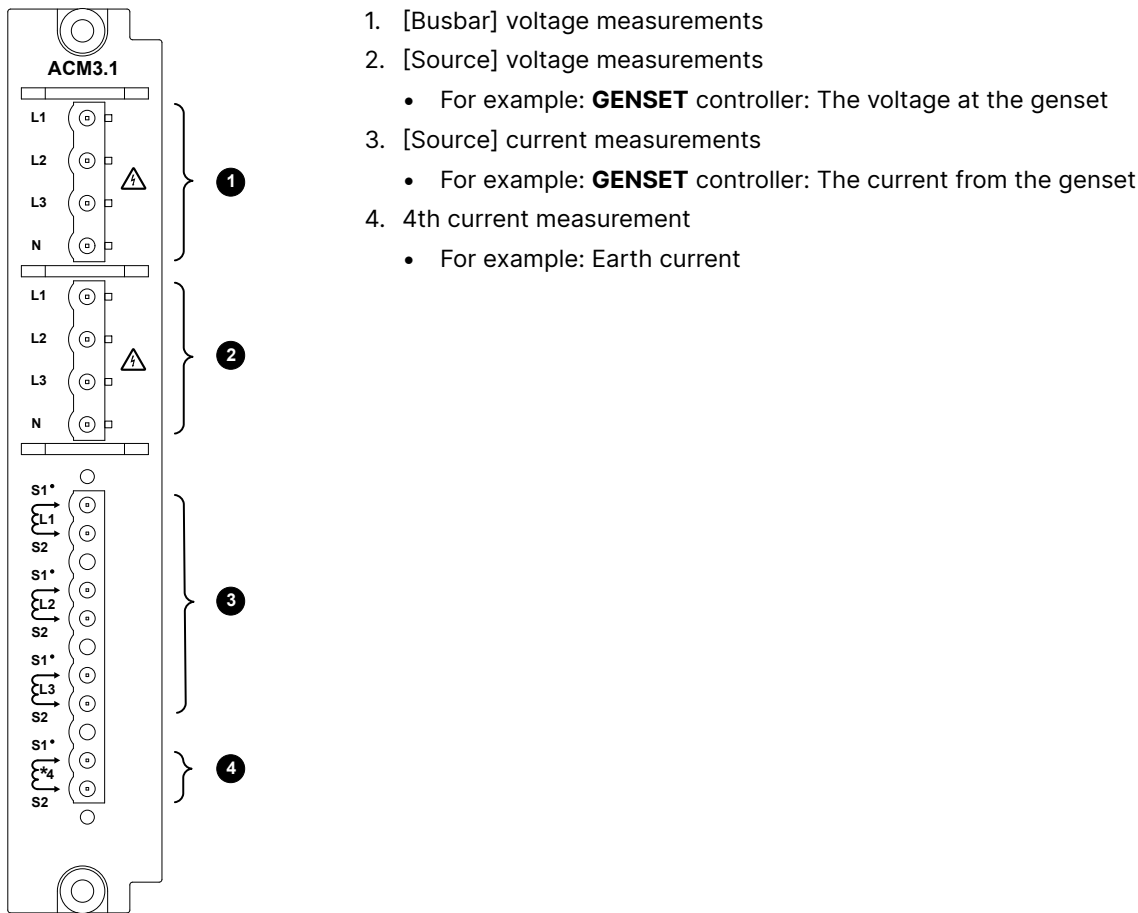 ACM3.1
L1
L2
L3
N
1
L1
L2
L3
N
2
S1•
L1
S2
S1•
L2
S2
S1•
L3
S2
3
S1•
*4
S2
4
1. [Busbar] voltage measurements
2. [Source] voltage measurements
• For example: GENSET controller: The voltage at the genset
3. [Source] current measurements
• For example: GENSET controller: The current from the genset
4. 4th current measurement
• For example: Earth current